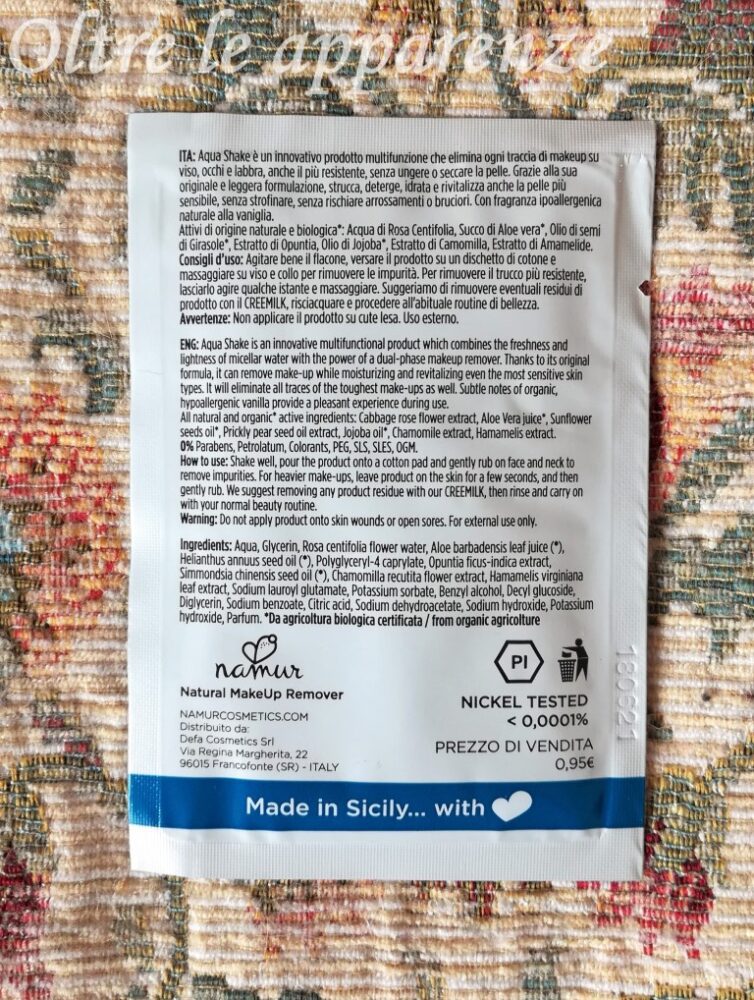 Oltre le apparenze
ITA: Aqua Shake è un innovativo prodotto multifunzione che elimina ogni traccia di makeup su
viso, occhi e labbra, anche il più resistente, senza ungere o seccare la pelle. Grazie alla sua
originale e leggera formulazione, strucca, deterge, idrata e rivitalizza anche la pelle più
sensibile, senza strofinare, senza rischiare arrossamenti o bruciori. Con fragranza ipoallergenica
naturale alla vaniglia.
Attivi di origine naturale e biologica*: Acqua di Rosa Centifolia, Succo di Aloe vera*, Olio di semi
di Girasole*, Estratto di Opuntia, Olio di Jojoba*, Estratto di Camomilla, Estratto di Amamelide.
Consigli d'uso: Agitare bene il flacone, versare il prodotto su un dischetto di cotone e
massaggiare su viso e collo per rimuovere le impurità. Per rimuovere il trucco più resistente,
lasciarlo agire qualche istante e massaggiare. Suggeriamo di rimuovere eventuali residui di
prodotto con il CREEMILK, risciacquare e procedere all'abituale routine di bellezza.
Avvertenze: Non applicare il prodotto su cute lesa. Uso esterno.
ENG: Aqua Shake is an innovative multifunctional product which combines the freshness and
lightness of micellar water with the power of a dual-phase makeup remover. Thanks to its original
formula, it can remove make-up while moisturizing and revitalizing even the most sensitive skin
types. It will eliminate all traces of the toughest make-ups as well. Subtle notes of organic,
hypoallergenic vanilla provide a pleasant experience during use.
All natural and organic* active ingredients: Cabbage rose flower extract, Aloe Vera juice*, Sunflower
seeds oil*, Prickly pear seed oil extract, Jojoba oil*, Chamomile extract, Hamamelis extract.
0% Parabens, Petrolatum, Colorants, PEG, SLS, SLES, OGM.
How to use: Shake well, pour the product onto a cotton pad and gently rub on face and neck to
remove impurities. For heavier make-ups, leave product on the skin for a few seconds, and then
gently rub. We suggest removing any product residue with our CREEMILK, then rinse and carry on
with your normal beauty routine.
Warning: Do not apply product onto skin wounds or open sores. For external use only.
Ingredients: Aqua, Glycerin, Rosa centifolia flower water, Aloe barbadensis leaf juice (*),
Helianthus annuus seed oil (*), Polyglyceryl-4 caprylate, Opuntia ficus-indica extract,
Simmondsia chinensis seed oil (*), Chamomilla recutita flower extract, Hamamelis virginiana
leaf extract, Sodium lauroyl glutamate, Potassium sorbate, Benzyl alcohol, Decyl glucoside,
Diglycerin, Sodium benzoate, Citric acid, Sodium dehydroacetate, Sodium hydroxide, Potassium
hydroxide, Parfum. *Da agricoltura biologica certificata / from organic agricolture
namur
Natural MakeUp Remover
NAMURCOSMETICS.COM
Distribuito da:
Defa Cosmetics Srl
Via Regina Margherita, 22
96015 Francofonte (SR) - ITALY
PI
NICKEL TESTED
< 0,0001%
PREZZO DI VENDITA
0,95€
180621
Made in Sicily... with